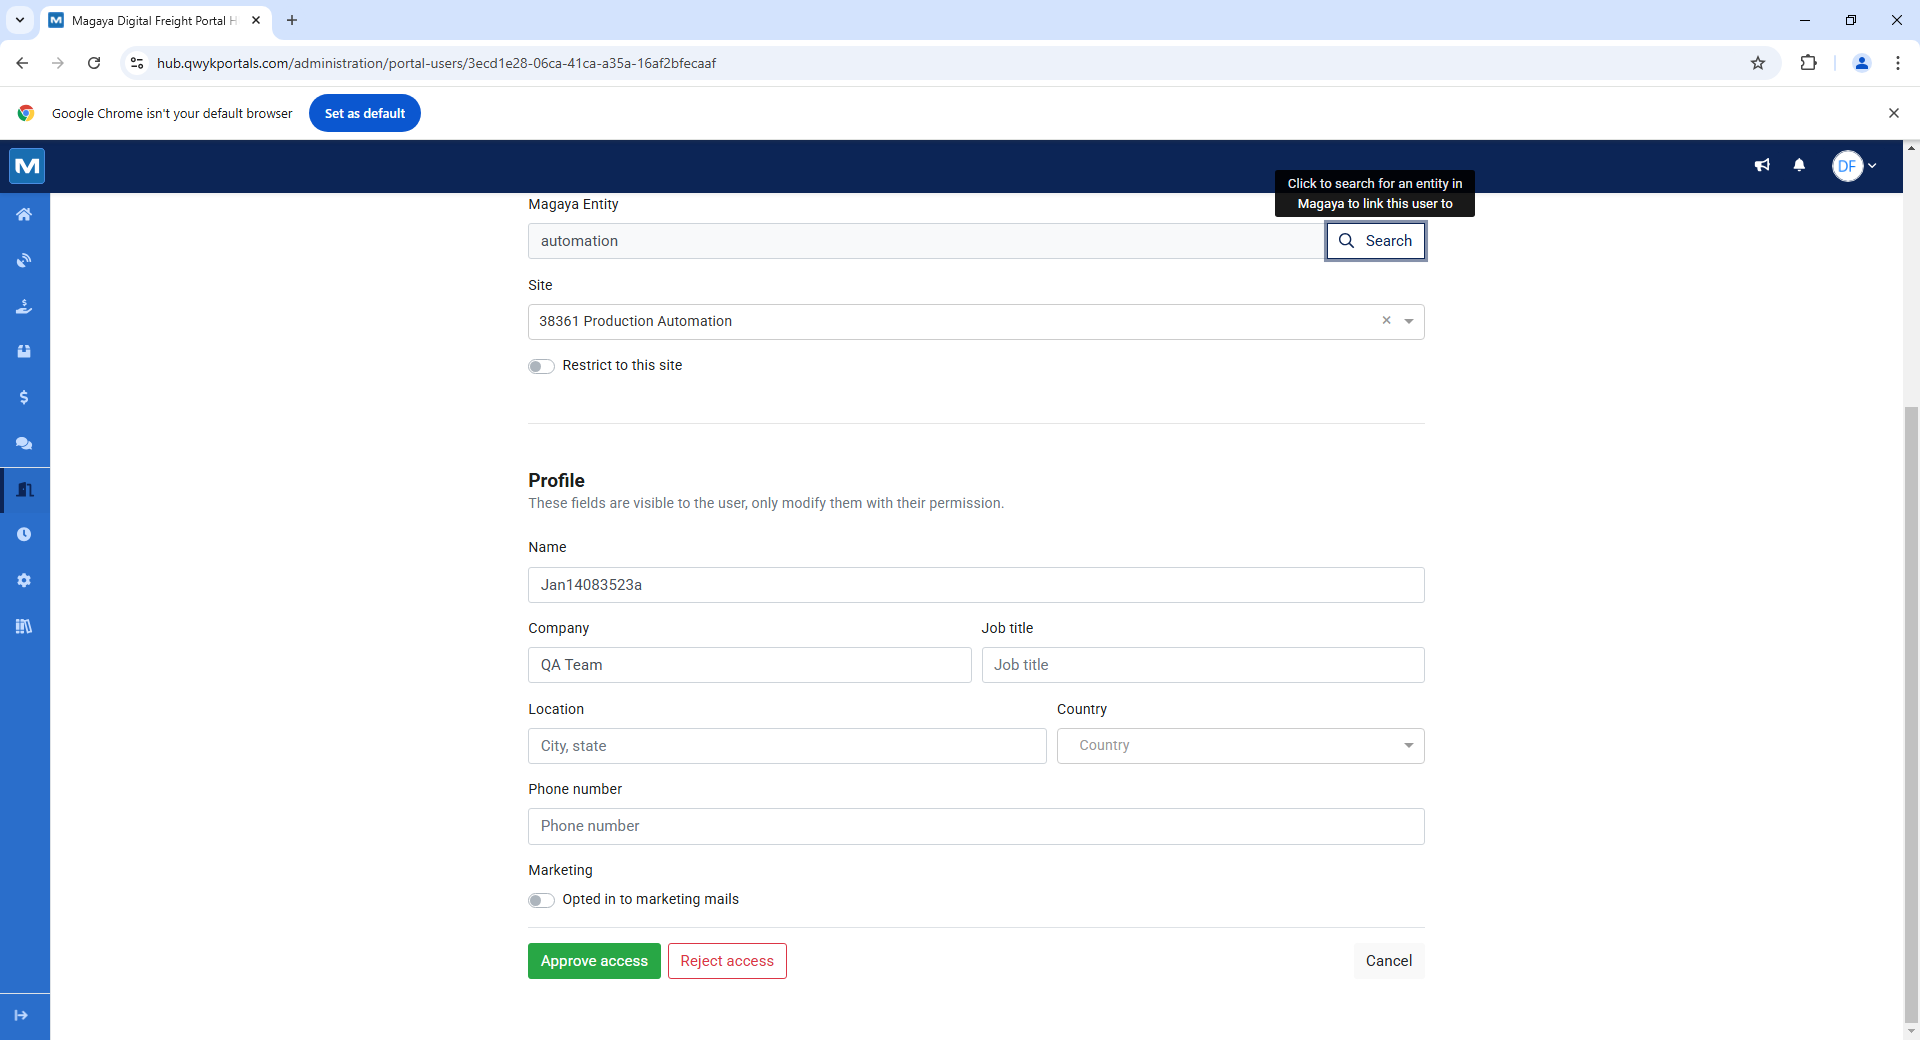 Magaya Digital Freight Portal H
hub.qwykportals.com/administration/portal-users/3ecd1e28-06ca-41ca-a35a-16af2bfecaaf
Google Chrome isn't your default browser
Set as default
M
DF
Click to search for an entity in
Magaya to link this user to
Magaya Entity
automation
Search
Site
38361 Production Automation
Restrict to this site
Profile
These fields are visible to the user, only modify them with their permission.
Name
Jan14083523a
Company
Job title
QA Team
Job title
Location
Country
City, state
Country
Phone number
Phone number
Marketing
Opted in to marketing mails
Approve access
Reject access
Cancel